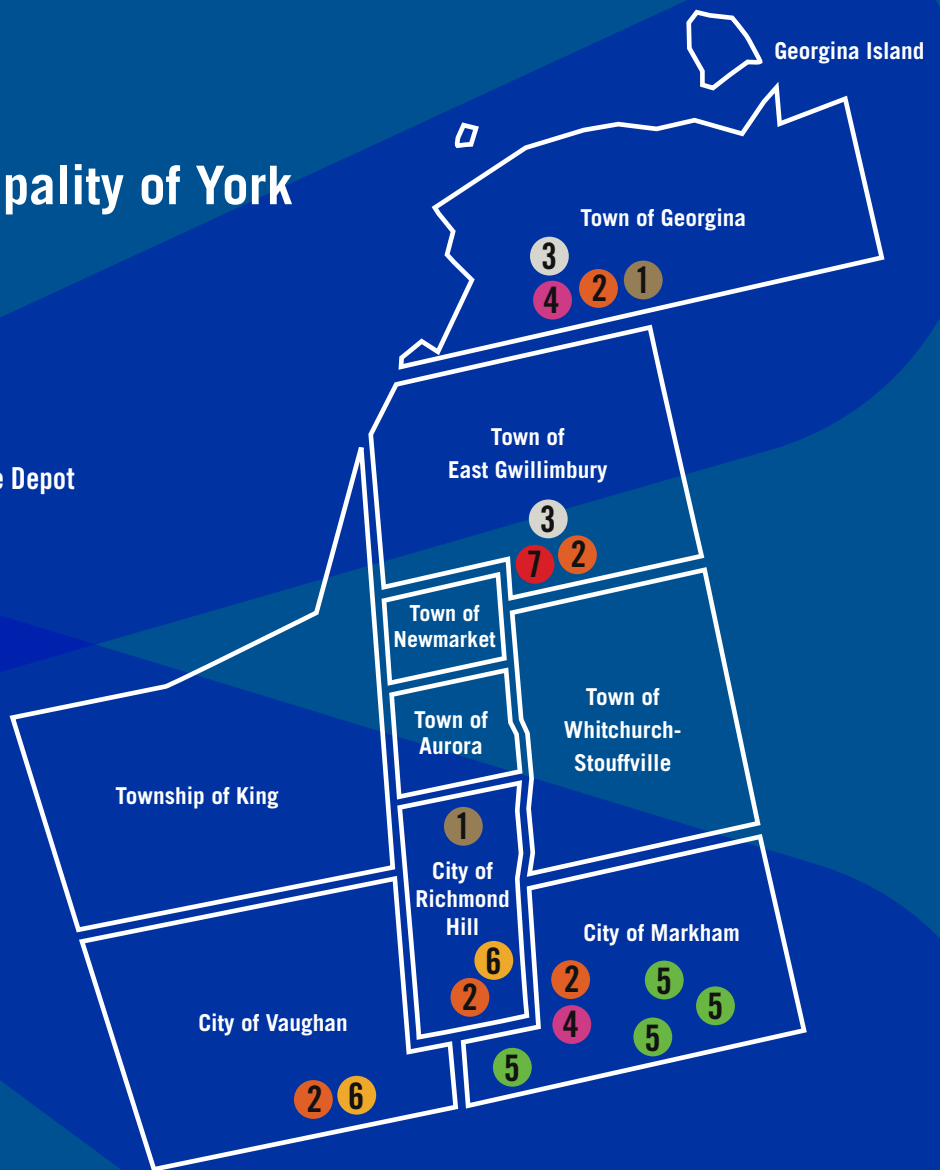 Georgina Island
pality of York
Town of Georgina
3
4
2
1
Town of
East Gwillimbury
e Depot
3
7
2
Town of
Newmarket
Town of
Aurora
Town of
Whitchurch-
Stouffville
Township of King
1
City of
Richmond
Hill
6
2
City of Markham
2
5
5
4
5
5
City of Vaughan
2
6